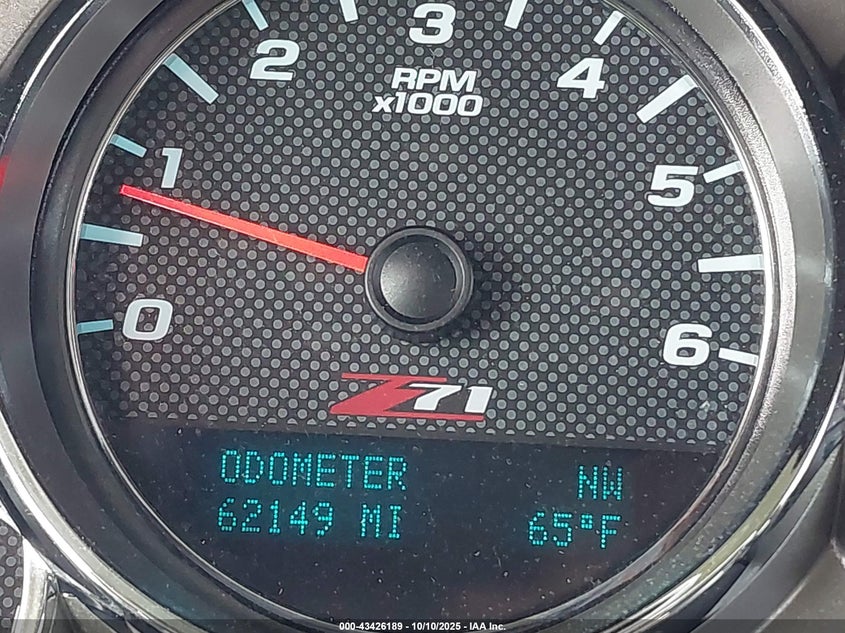 3
2
4
RPM
x1000
1
5
0
6
Z71
ODOMETER NW
62149 MI 65°F
000-43426189 - 10/10/2025 - IAA Inc.